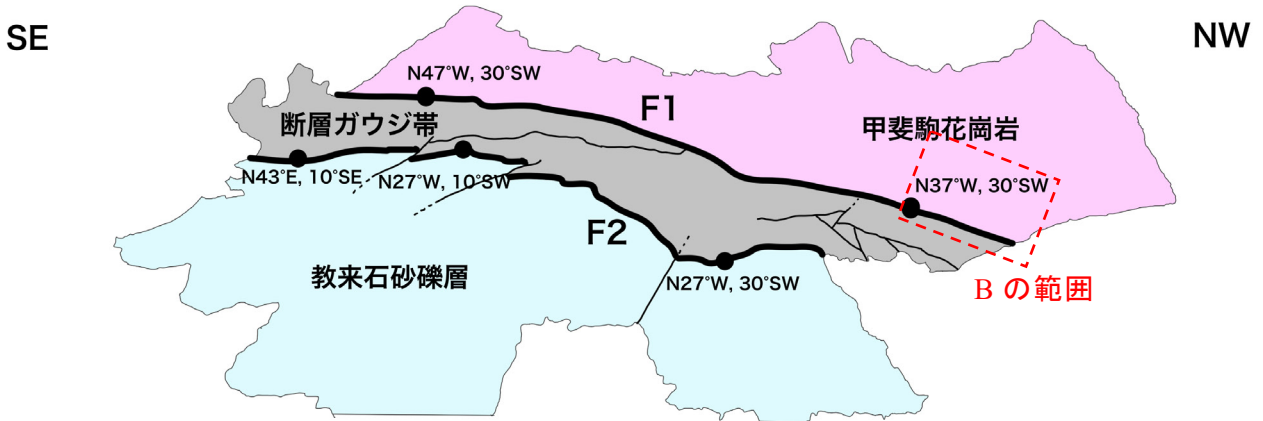 SE
NW
N47°W, 30°SW
F1
断層ガウジ帯
甲斐駒花崗岩
N43°E, 10°SE
N27°W, 10°SW
N37°W, 30°SW
F2
教来石砂礫層
N27°W, 30°SW
B の範囲